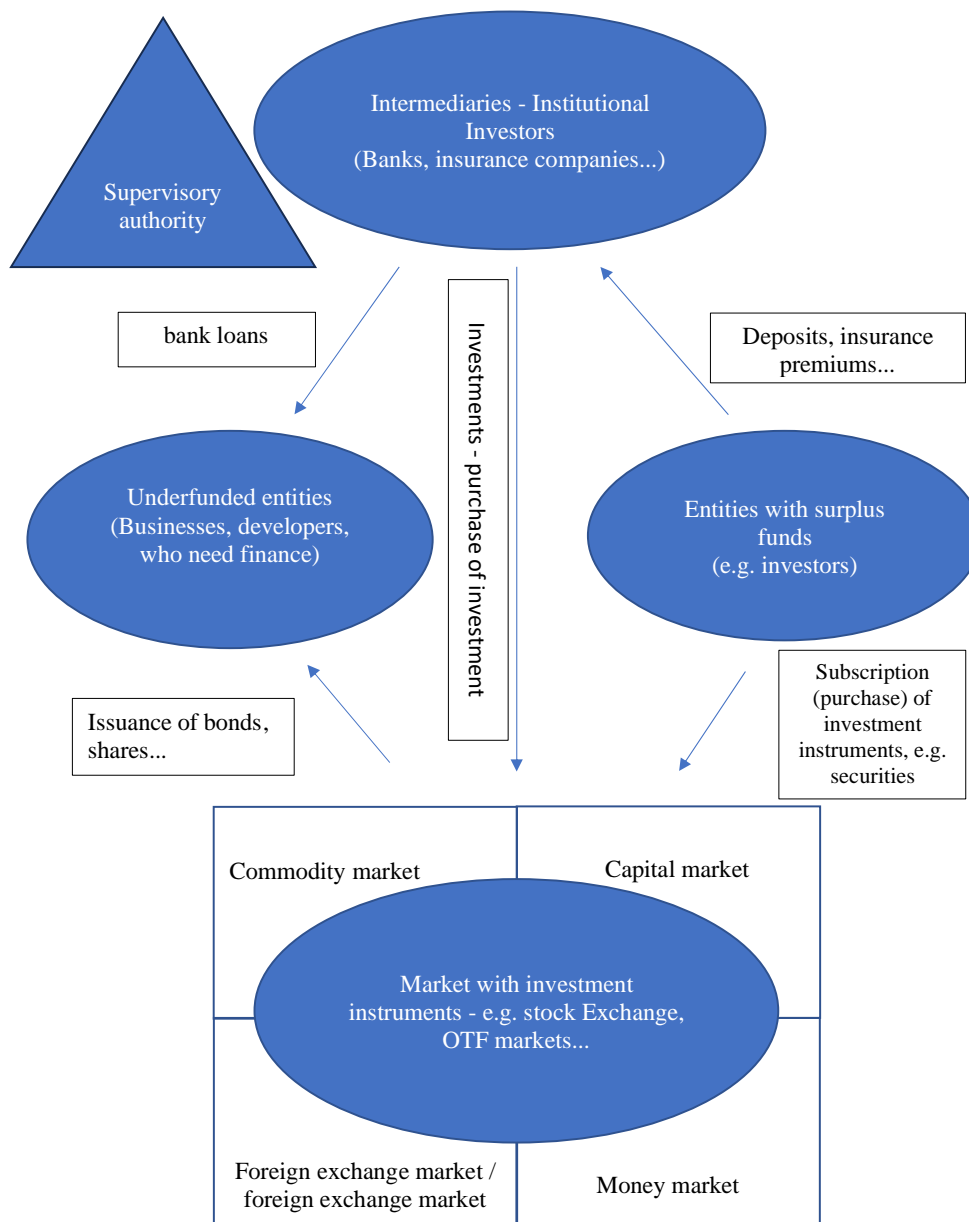 Intermediaries - Institutional
Investors
(Banks, insurance companies...)
Supervisory
authority
bank loans
Investments - purchase of investment
Deposits, insurance
premiums...
Underfunded entities
(Businesses, developers,
who need finance)
Entities with surplus
funds
(e.g. investors)
Issuance of bonds,
shares...
Subscription
(purchase) of
investment
instruments, e.g.
securities
Commodity market
Capital market
Market with investment
instruments - e.g. stock Exchange,
OTF markets...
Foreign exchange market /
foreign exchange market
Money market